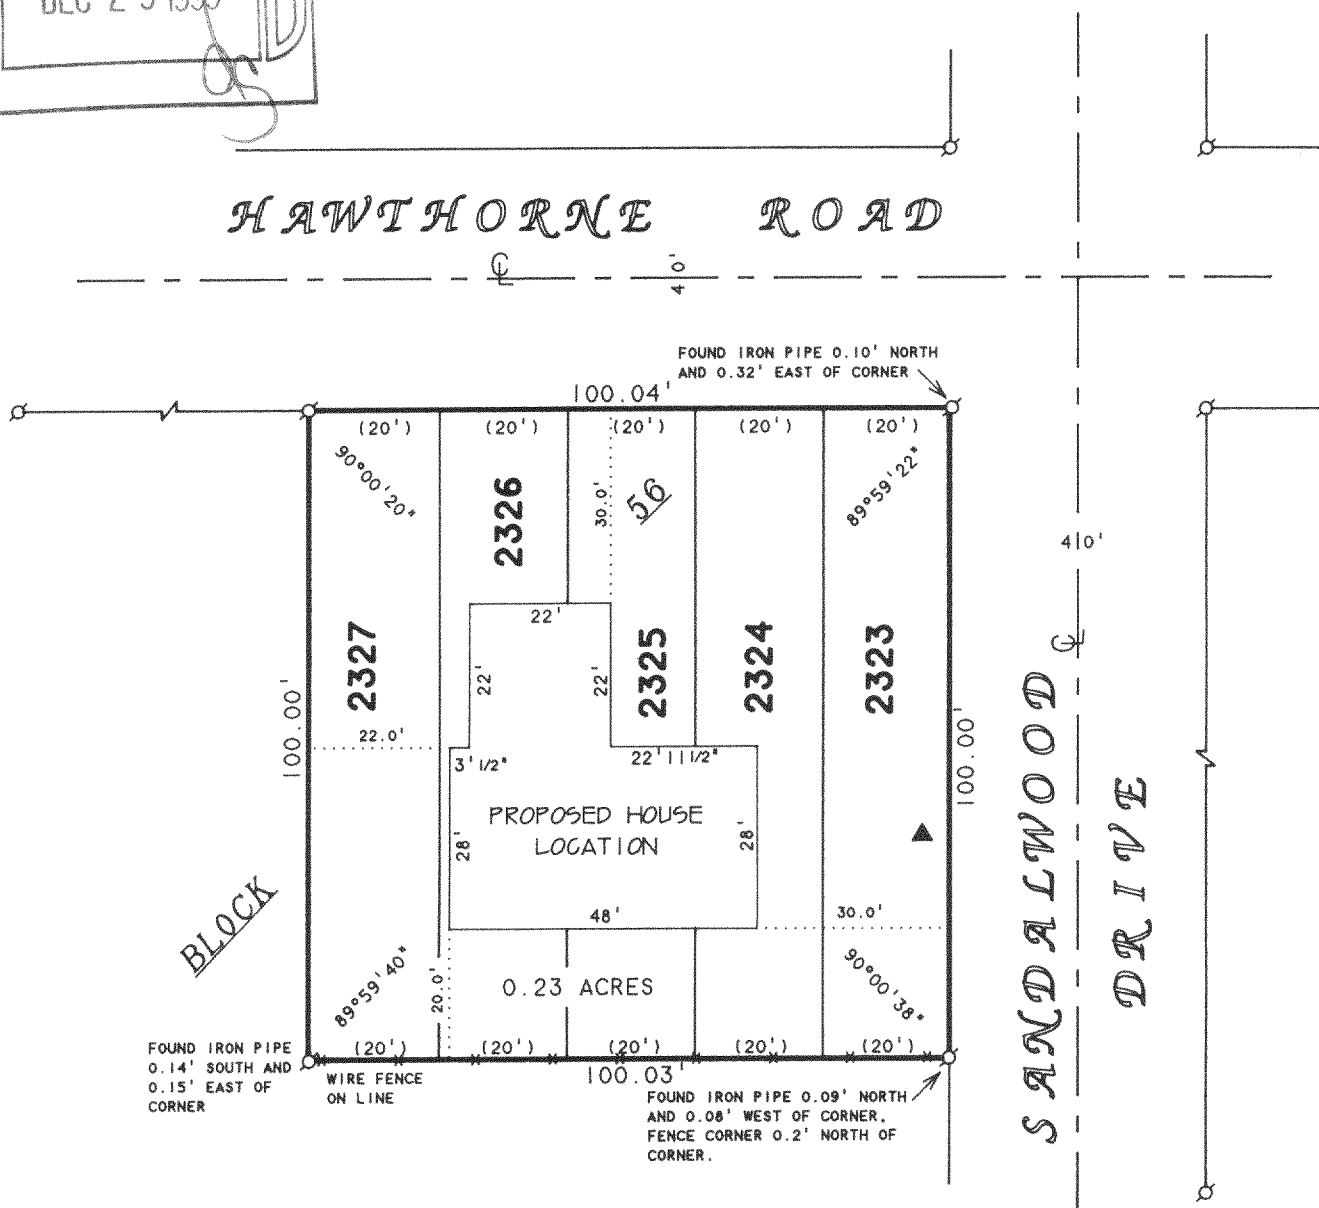 HAWTHORNE ROAD
40'
FOUND IRON PIPE 0.10' NORTH
AND 0.32' EAST OF CORNER
100.04'
(20') (20') (20') (20') (20')
90°00'20"
2326
30.0'
56
89°59'22"
40'
22'
2327
22'
22'
2325
2324
2323
100.00'
22.0'
3' 1/2"
22' 11 1/2"
100.00'
PROPOSED HOUSE
LOCATION
28'
28'
SANDALWOOD
DRIVE
BLOCK
48'
30.0'
89°59'40"
20.0'
0.23 ACRES
90°00'38"
(20') (20') (20') (20') (20')
100.03'
FOUND IRON PIPE
0.14' SOUTH AND
0.15' EAST OF
CORNER
WIRE FENCE
ON LINE
FOUND IRON PIPE 0.09' NORTH
AND 0.08' WEST OF CORNER.
FENCE CORNER 0.2' NORTH OF
CORNER.